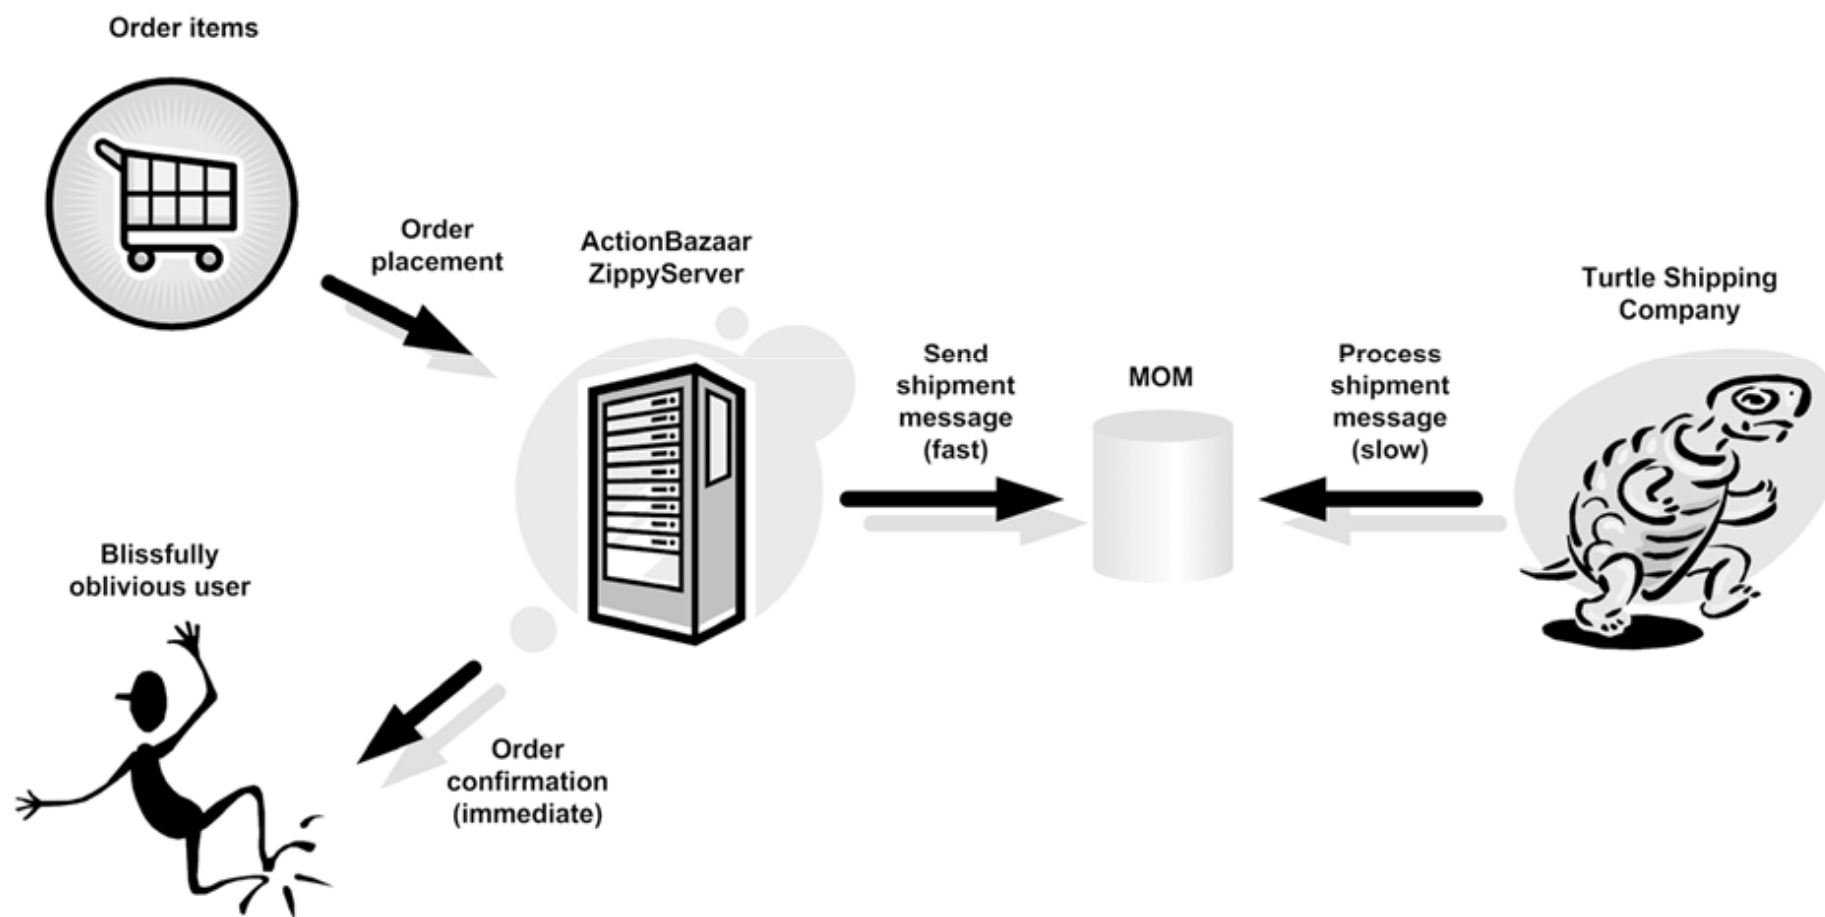 Order items
Order
placement
ActionBazaar
ZippyServer
Send
shipment
message
(fast)
MOM
Process
shipment
message
(slow)
Turtle Shipping
Company
Blissfully
oblivious user
Order
confirmation
(immediate)